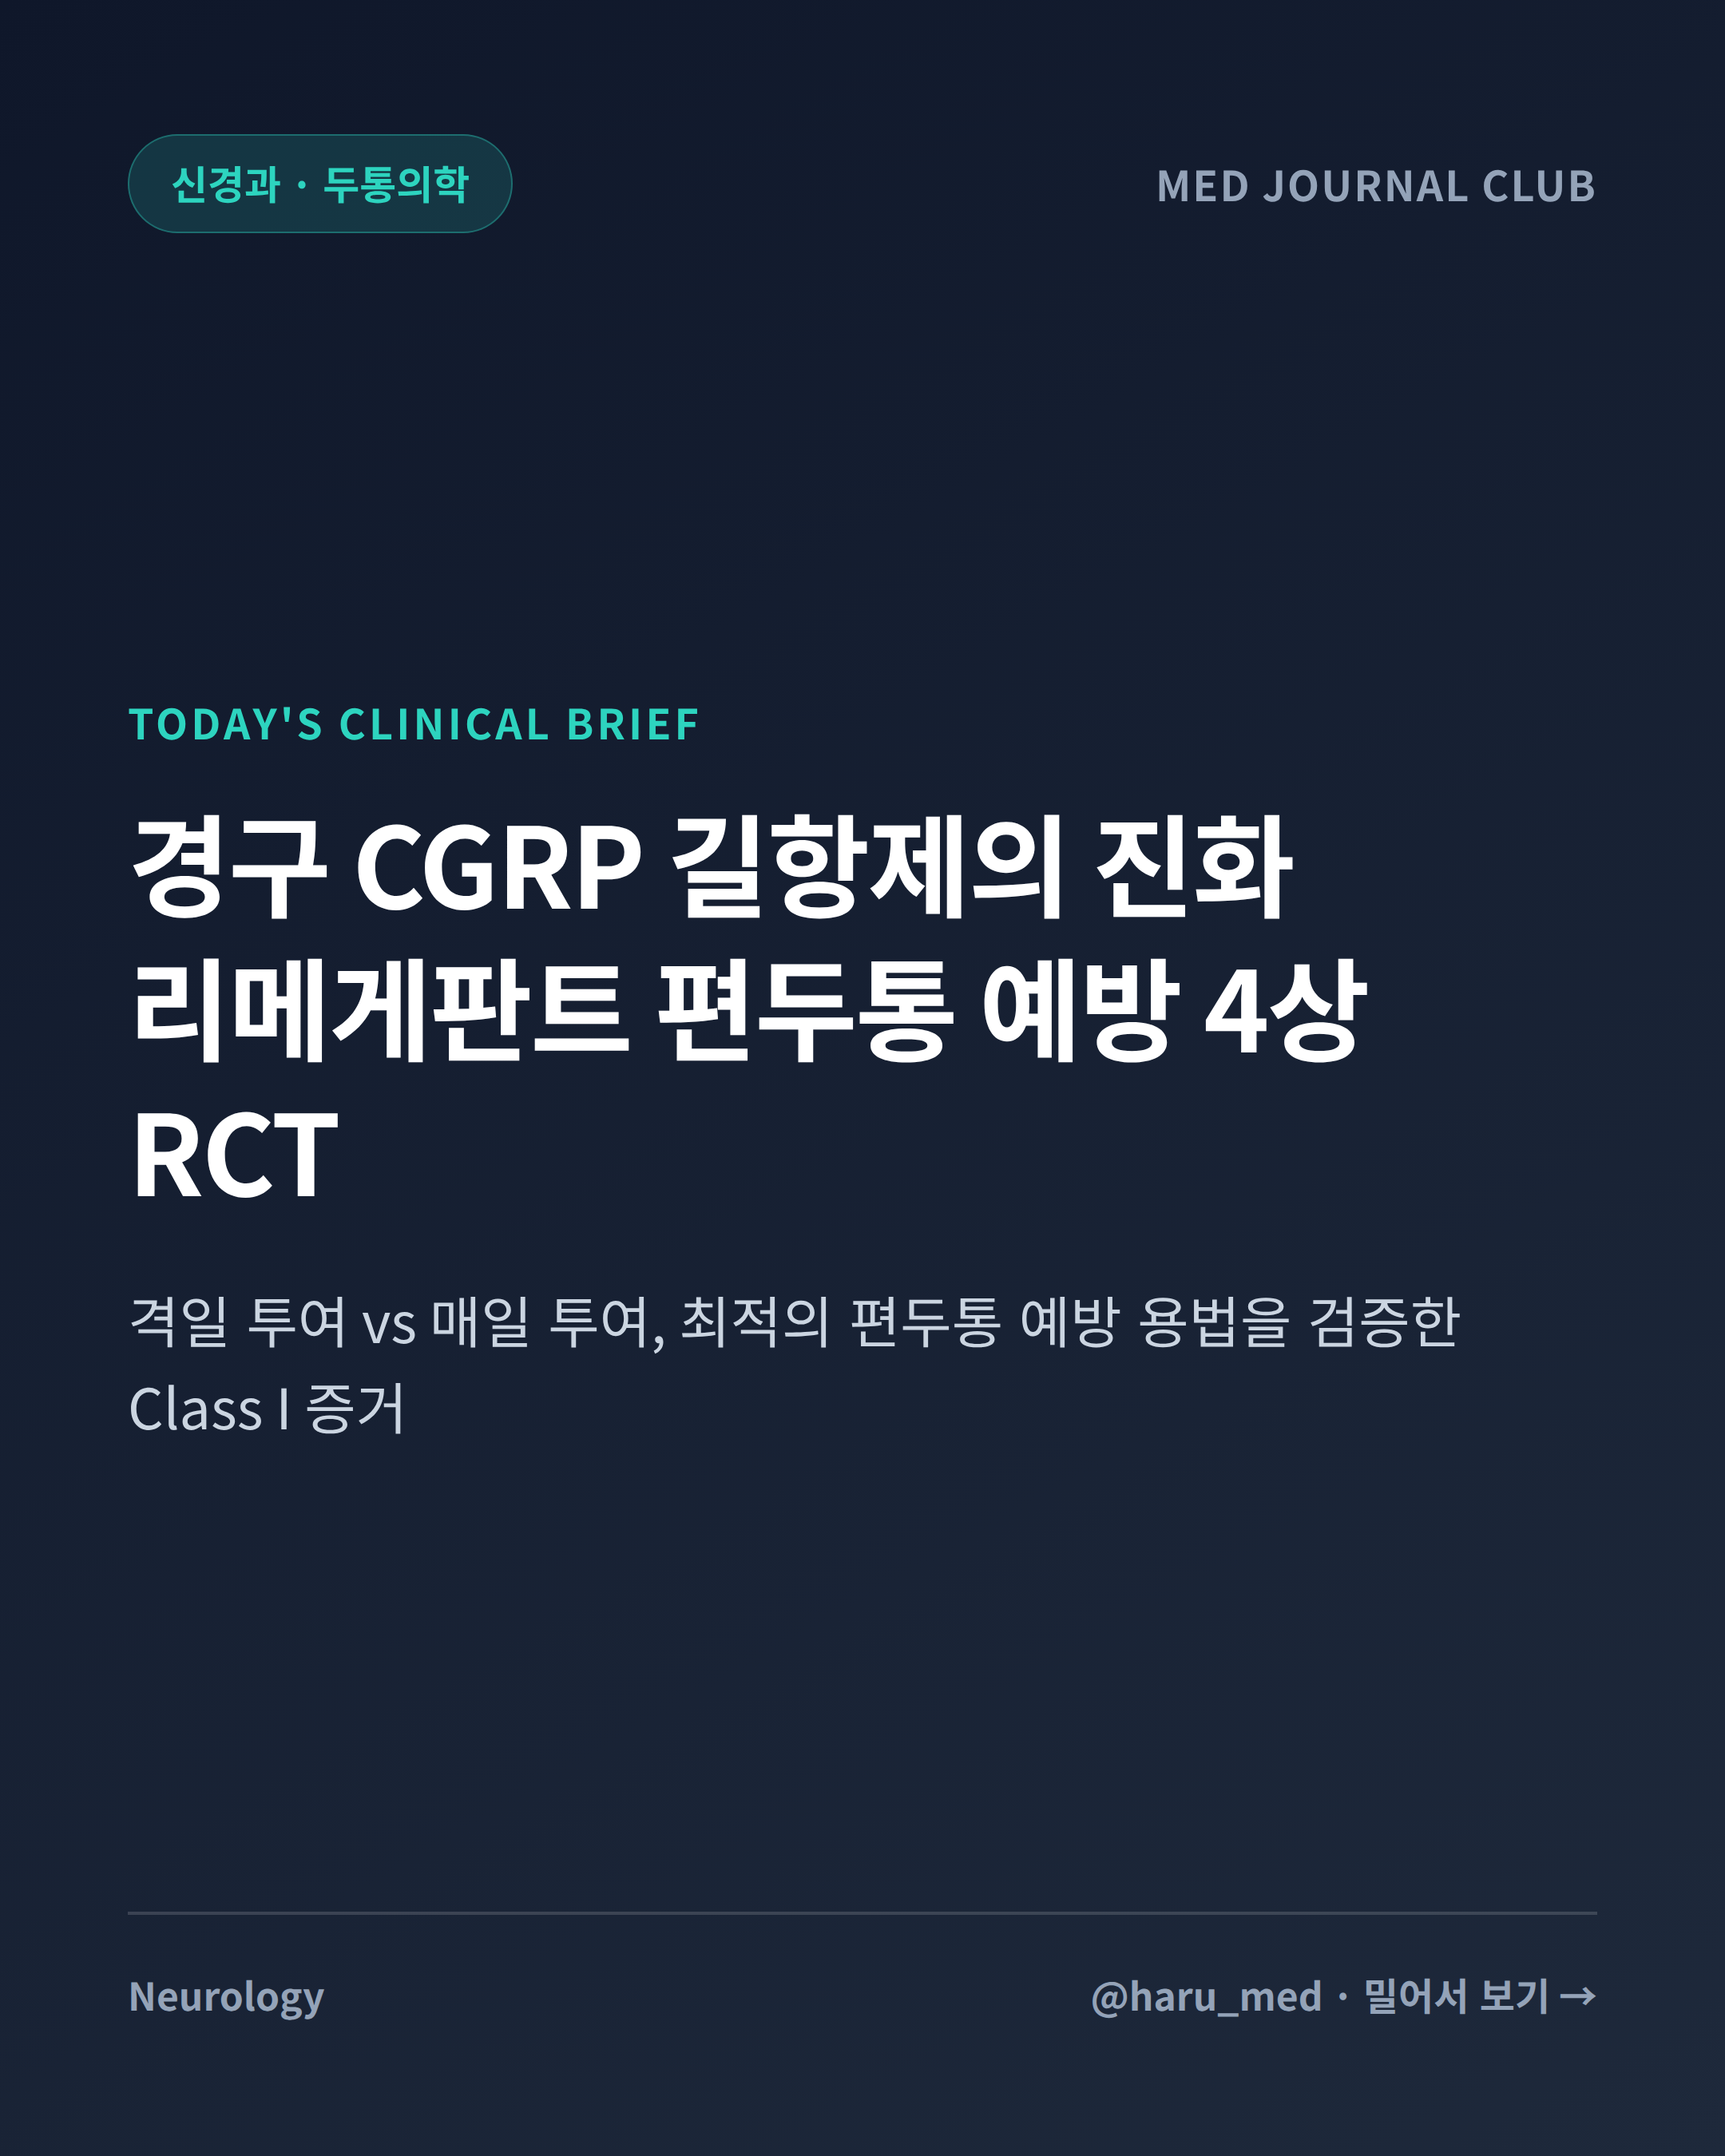 신경과 · 두통의학
MED JOURNAL CLUB
TODAY'S CLINICAL BRIEF
경구 CGRP 길항제의 진화
리메게판트 편두통 예방 4상
RCT
격일 투여 vs 매일 투여, 최적의 편두통 예방 용법을 검증한
Class I 증거
Neurology
@haru_med · 밀어서 보기 →